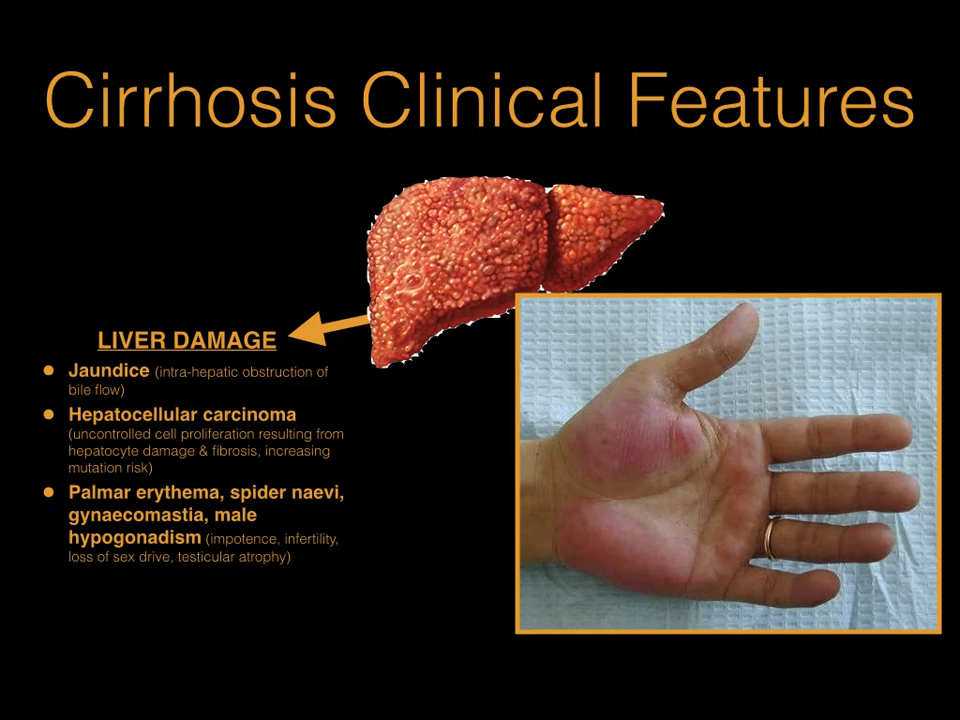 Cirrhosis Clinical Features
LIVER DAMAGE
• Jaundice (intra-hepatic obstruction of
bile flow)
• Hepatocellular carcinoma
(uncontrolled cell proliferation resulting from
hepatocyte damage & fibrosis, increasing
mutation risk)
• Palmar erythema, spider naevi,
gynaecomastia, male
hypogonadism (impotence, infertility,
loss of sex drive, testicular atrophy)